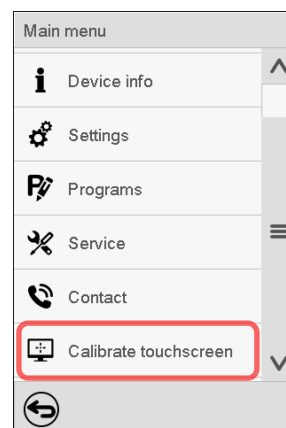 Main menu
Device info
Settings
Programs
Service
Contact
Calibrate touchscreen